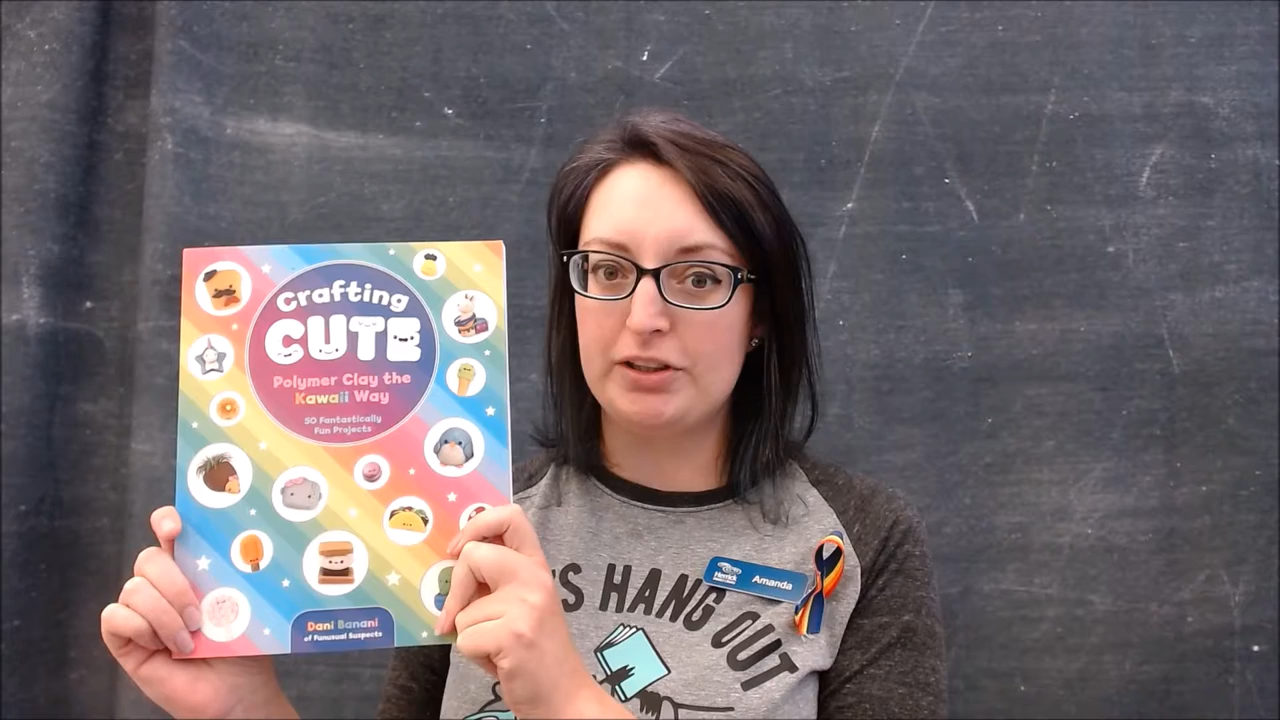 Crafting
CUTE
Polymer Clay the
Kawaii Way
50 Fantastically
Fun Projects
Dani Banani
of Funusual Suspects
Herrick
Amanda
HANG OUT